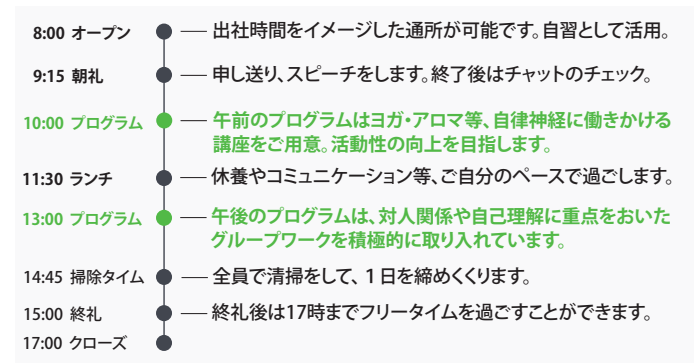 8:00 オープン — 出社時間をイメージした通所が可能です。自習として活用。
9:15 朝礼 — 申し送り、スピーチをします。終了後はチャットのチェック。
10:00 プログラム — 午前のプログラムはヨガ・アロマ等、自律神経に働きかける
講座をご用意。活動性の向上を目指します。
11:30 ランチ — 休養やコミュニケーション等、ご自分のペースで過ごします。
13:00 プログラム — 午後のプログラムは、対人関係や自己理解に重点をおいた
グループワークを積極的に取り入れています。
14:45 掃除タイム — 全員で清掃をして、1日を締めくくります。
15:00 終礼 — 終礼後は17時までフリータイムを過ごすことができます。
17:00 クローズ